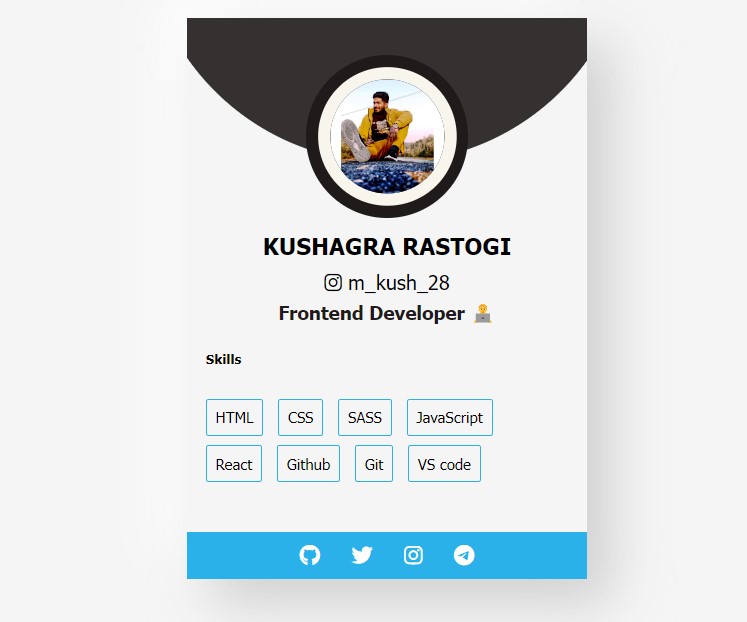 KUSHAGRA RASTOGI
m_kush_28
Frontend Developer 🧑‍💻
Skills
HTML CSS SASS JavaScript
React Github Git VS code